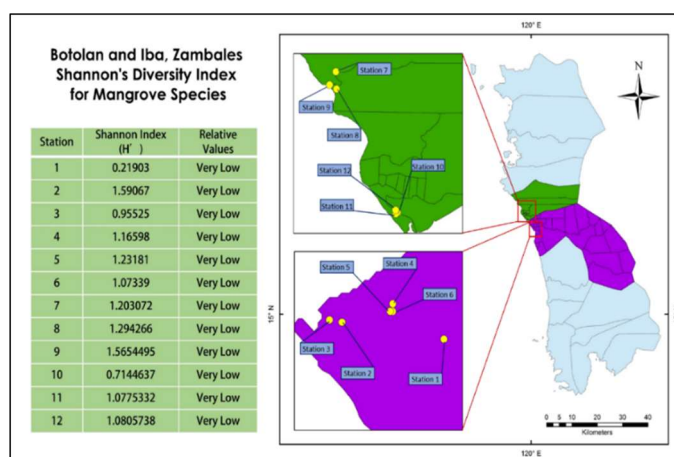 Botolan and Iba, Zambales
Shannon's Diversity Index
for Mangrove Species
Station Shannon Index (H´) Relative Values
1 0.21903 Very Low
2 1.59067 Very Low
3 0.95525 Very Low
4 1.16598 Very Low
5 1.23181 Very Low
6 1.07339 Very Low
7 1.203072 Very Low
8 1.294266 Very Low
9 1.5654495 Very Low
10 0.7144637 Very Low
11 1.0775332 Very Low
12 1.0805738 Very Low
120° E
Station 7
Station 9
Station 8
Station 12
Station 10
Station 11
Station 5
Station 4
Station 6
Station 3
Station 2
Station 1
N
15° N
15° N
0 5 10 20 30 40
Kilometers
120° E